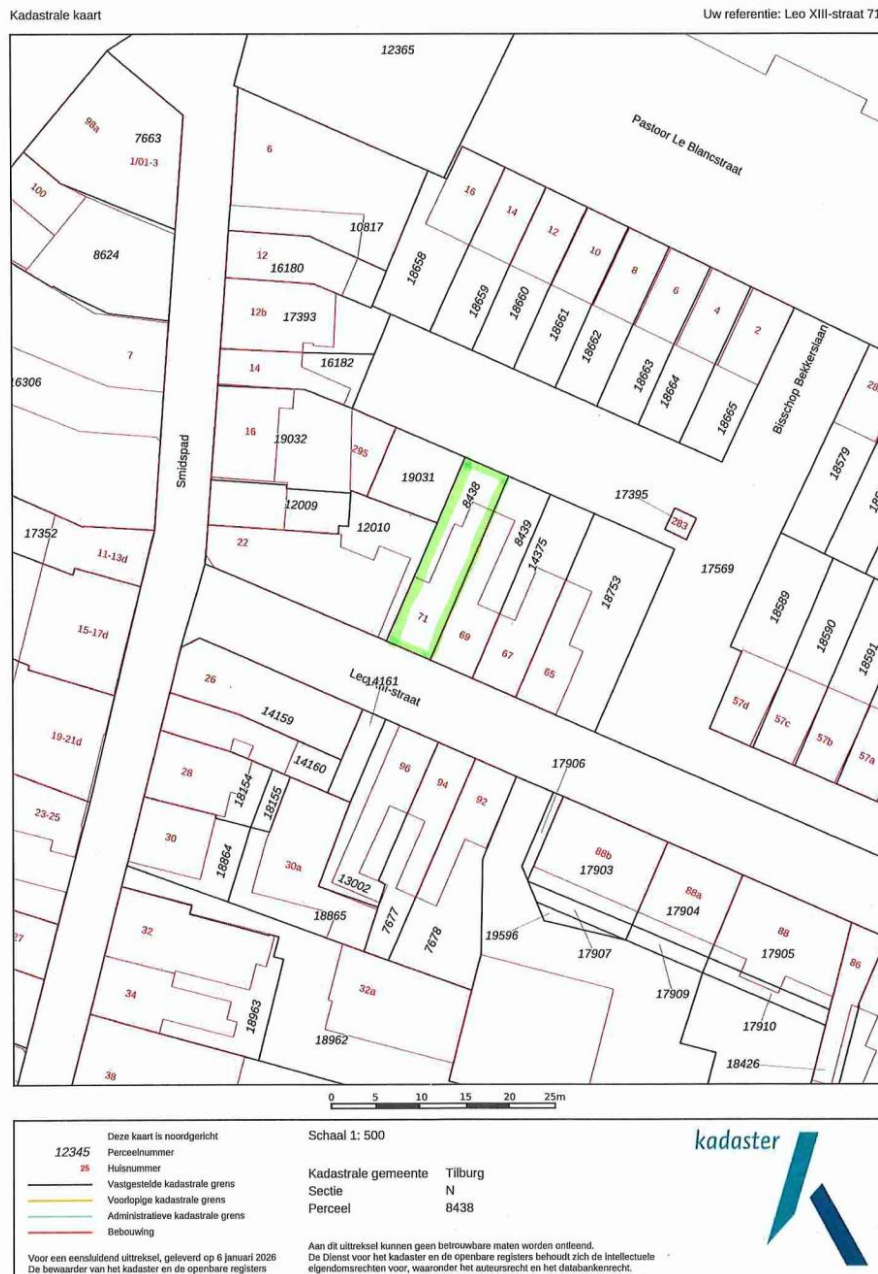 Kadastrale kaart
Uw referentie: Leo XIII-straat 71
12365
98a
7663
1/01-3
6
Pastoor Le Blancstraat
100
16
14
12
10
8
6
4
2
10817
8624
12
16180
18658
18659
18660
18661
18662
18663
18664
18665
Bisschop Bekkerslaan
12b
17393
7
14
16182
16306
16
19032
295
19031
18579
Smidspad
8438
17395
283
12009
12010
8439
14375
17352
22
11-13d
18753
17569
18589
18590
18591
71
69
67
65
15-17d
57d
57c
57b
57a
26
14161
14159
19-21d
14160
28
18154
18155
96
94
92
17906
23-25
30
18864
30a
13002
88b
17903
88a
17904
88
17905
86
18865
7677
7678
19596
17907
17909
17910
27
32
34
18963
32a
18962
18426
38
0 5 10 15 20 25m
Deze kaart is noordgericht
12345 Perceelnummer
25 Huisnummer
Vastgestelde kadastrale grens
Voorlopige kadastrale grens
Administratieve kadastrale grens
Bebouwing
Voor een eensluidend uittreksel, geleverd op 6 januari 2026
De bewaarder van het kadaster en de openbare registers
Schaal 1: 500
Kadastrale gemeente Tilburg
Sectie N
Perceel 8438
Aan dit uittreksel kunnen geen betrouwbare maten worden ontleend.
De Dienst voor het kadaster en de openbare registers behoudt zich de intellectuele
eigendomsrechten voor, waaronder het auteursrecht en het databankenrecht.
kadaster